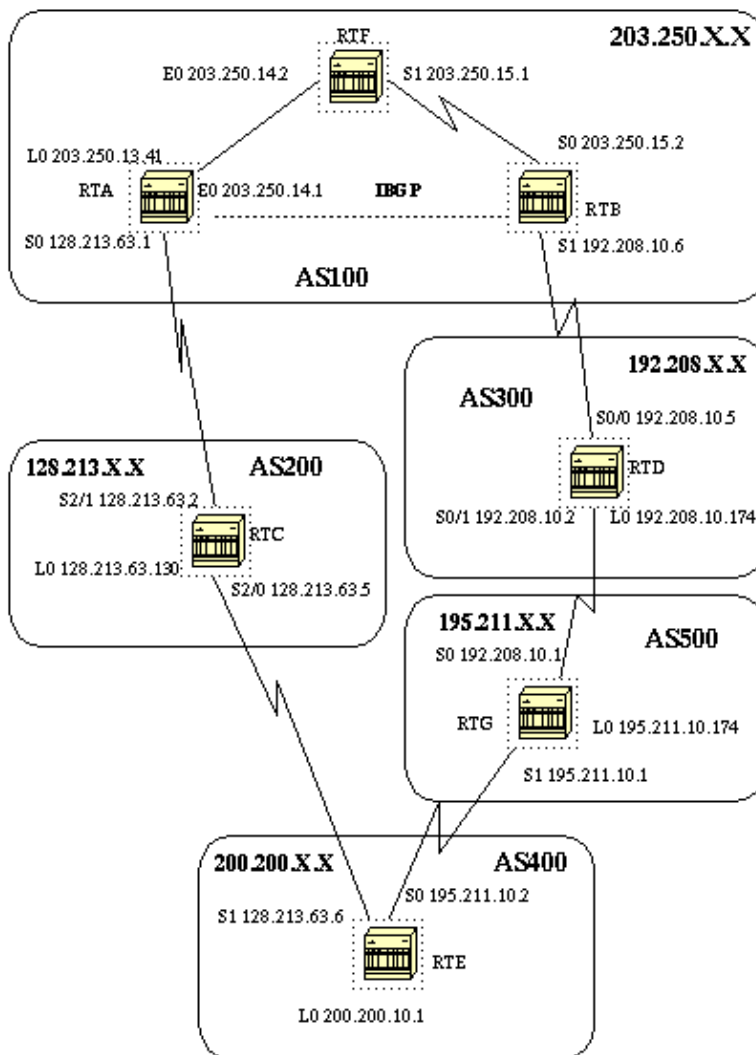 RTF
203.250.X.X
E0 203.250.14.2
S1 203.250.15.1
S0 203.250.15.2
L0 203.250.13.41
RTA
E0 203.250.14.1
IBGP
RTB
S0 128.213.63.1
S1 192.208.10.6
AS100
192.208.X.X
AS300
S0/0 192.208.10.5
128.213.X.X
AS200
RTD
S2/1 128.213.63.2
S0/1 192.208.10.2
L0 192.208.10.174
RTC
L0 128.213.63.130
S2/0 128.213.63.5
195.211.X.X
AS500
S0 192.208.10.1
RTG
L0 195.211.10.174
S1 195.211.10.1
200.200.X.X
AS400
S0 195.211.10.2
S1 128.213.63.6
RTE
L0 200.200.10.1